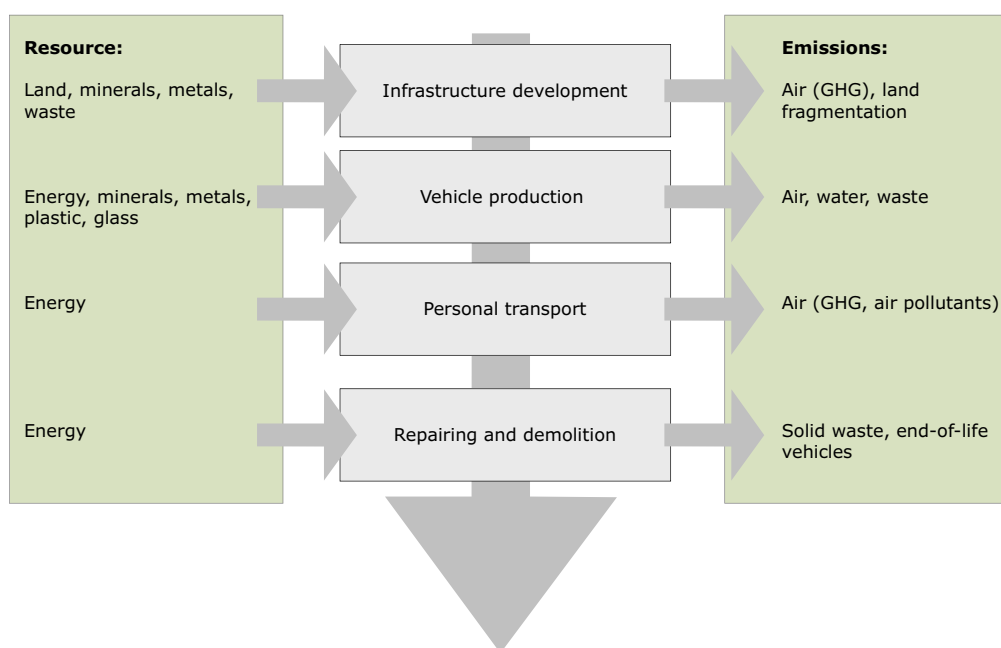 Resource:
Land, minerals, metals,
waste
Infrastructure development
Emissions:
Air (GHG), land
fragmentation
Energy, minerals, metals,
plastic, glass
Vehicle production
Air, water, waste
Energy
Personal transport
Air (GHG, air pollutants)
Energy
Repairing and demolition
Solid waste, end-of-life
vehicles